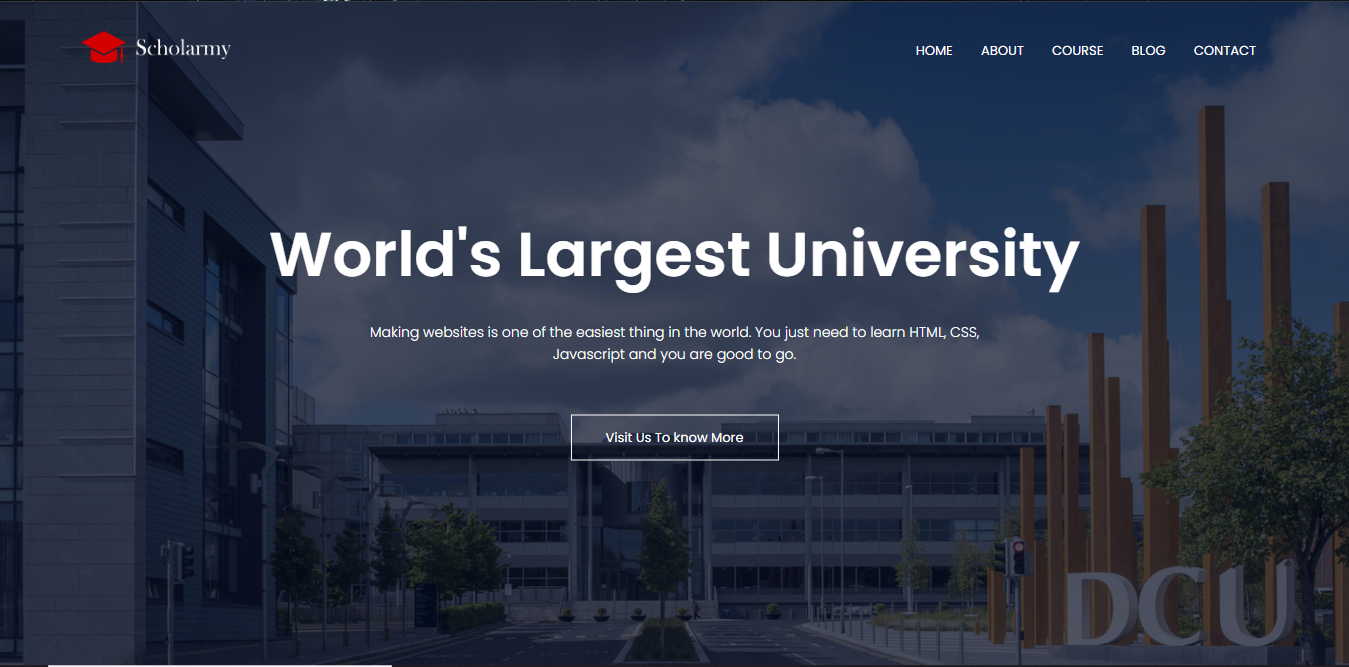 Scholarmy
HOME ABOUT COURSE BLOG CONTACT
World's Largest University
Making websites is one of the easiest thing in the world. You just need to learn HTML, CSS,
Javascript and you are good to go.
Visit Us To know More
DCU